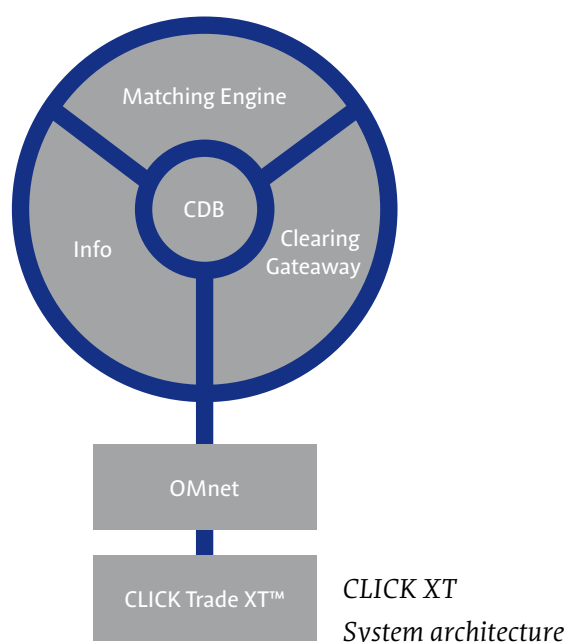 Matching Engine
CDB
Info
Clearing
Gateaway
OMnet
CLICK Trade XT™
CLICK XT
System architecture